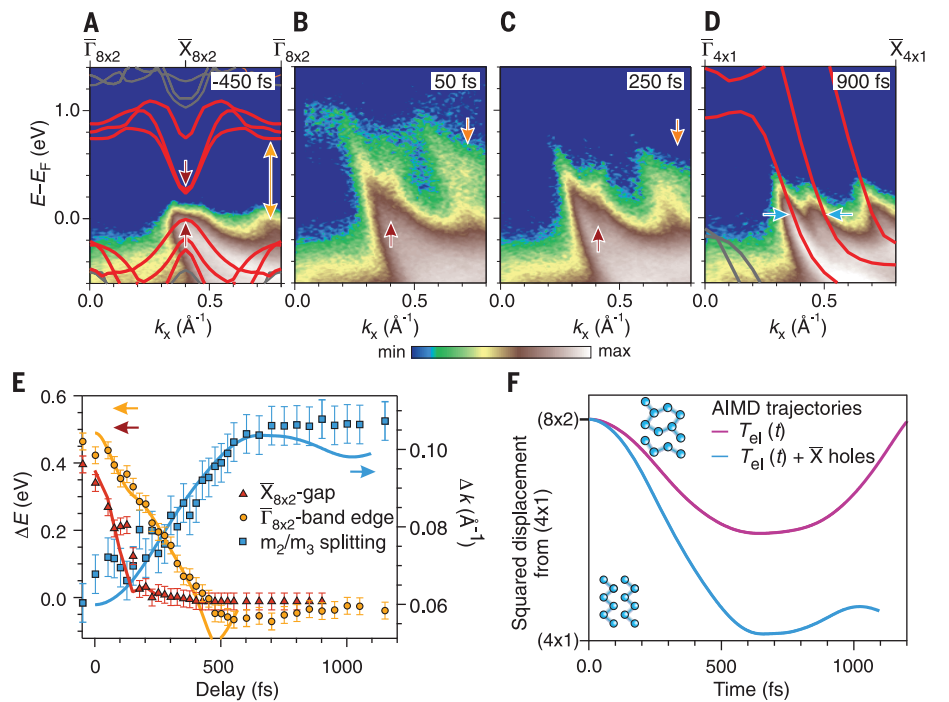 A
B
C
D
Γ̅8x2 X̅8x2 Γ̅8x2
Γ̅4x1 X̅4x1
-450 fs
50 fs
250 fs
900 fs
1.0
0.0
E–EF (eV)
0.0 0.5
0.0 0.5
0.0 0.5
0.0 0.5
kx (Å-1)
kx (Å-1)
kx (Å-1)
kx (Å-1)
min max
E
0.6
0.4
0.2
0.0
ΔE (eV)
0.10
0.08
0.06
Δk (Å-1)
X̅8x2-gap
Γ̅8x2-band edge
m2/m3 splitting
0 500 1000
Delay (fs)
F
(8x2)
(4x1)
Squared displacement
from (4x1)
AIMD trajectories
Tel (t)
Tel (t) + X̅ holes
0.0 500 1000
Time (fs)